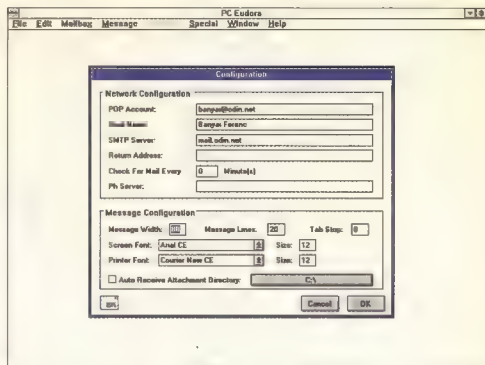 PC Eudora
File Edit Mailbox Message Special Window Help
Configuration
Network Configuration
POP Account: banyai@odin.net
Name: Banyai Ferenc
SMTP Server: mail.odin.net
Return Address:
Check For Mail Every 0 Minute(s)
Ph Server:
Message Configuration
Message Width: Message Lines: 20 Tab Stop: 8
Screen Font: Arial CE Size: 12
Printer Font: Courier New CE Size: 12
Auto Receive Attachment Directory: C:\
Cancel OK